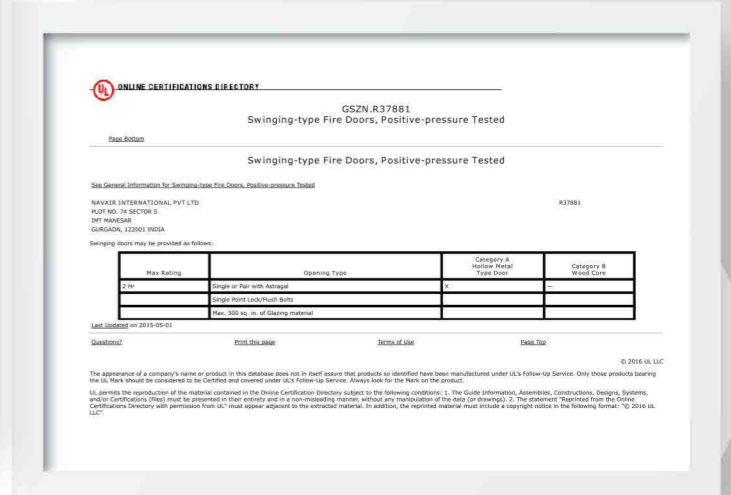 UL ONLINE CERTIFICATIONS DIRECTORY
GSZN.R37881
Swinging-type Fire Doors, Positive-pressure Tested
Page Bottom
Swinging-type Fire Doors, Positive-pressure Tested
See General Information for Swinging-type Fire Doors, Positive-pressure Tested
NAVAIR INTERNATIONAL PVT LTD R37881
PLOT NO. 74 SECTOR 5
IMT MANESAR
GURGAON, 122001 INDIA
Swinging doors may be provided as follows:
Max Rating Opening Type Category A Hollow Metal Type Door Category B Wood Core
2 Hr Single or Pair with Astragal X —
Single Point Lock/Flush Bolts
Max. 300 sq. in. of Glazing material
Last Updated on 2015-05-01
Questions? Print this page Terms of Use Page Top
© 2016 UL LLC
The appearance of a company's name or product in this database does not in itself assure that products so identified have been manufactured under UL's Follow-Up Service. Only those products bearing
the UL Mark should be considered to be Certified and covered under UL's Follow-Up Service. Always look for the Mark on the product.
UL permits the reproduction of the material contained in the Online Certification Directory subject to the following conditions: 1. The Guide Information, Assemblies, Constructions, Designs, Systems,
and/or Certifications (files) must be presented in their entirety and in a non-misleading manner, without any manipulation of the data (or drawings). 2. The statement "Reprinted from the Online
Certifications Directory with permission from UL" must appear adjacent to the extracted material. In addition, the reprinted material must include a copyright notice in the following format: "© 2016 UL
LLC".